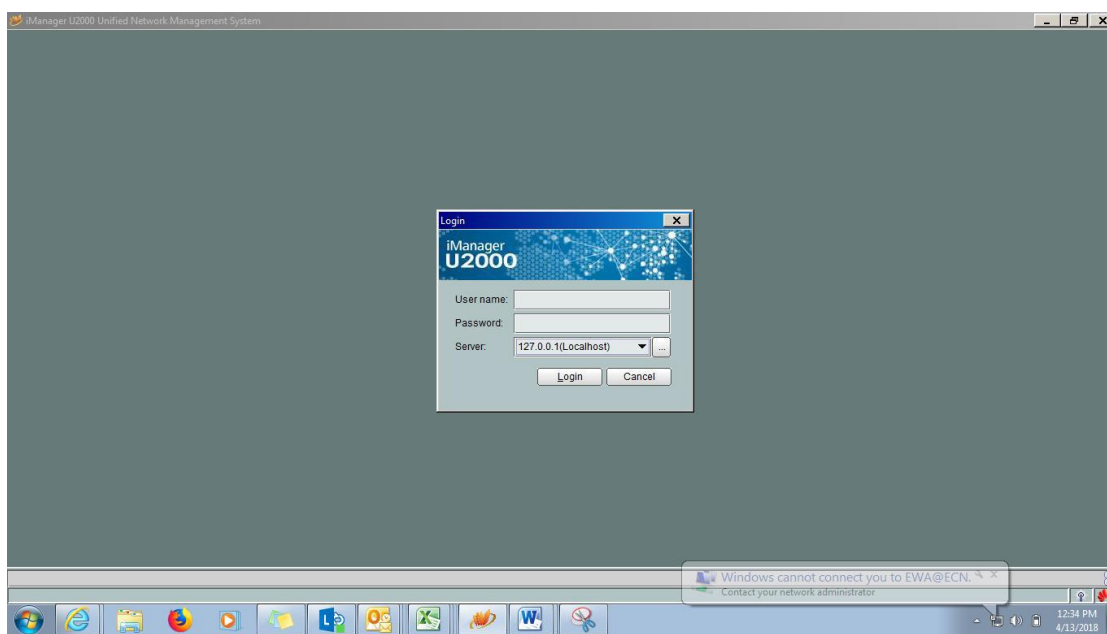 iManager U2000 Unified Network Management System
Login
iManager
U2000
User name:
Password:
Server: 127.0.0.1(Localhost) ...
Login Cancel
Windows cannot connect you to EWA@ECN.
Contact your network administrator
12:34 PM
4/13/2018